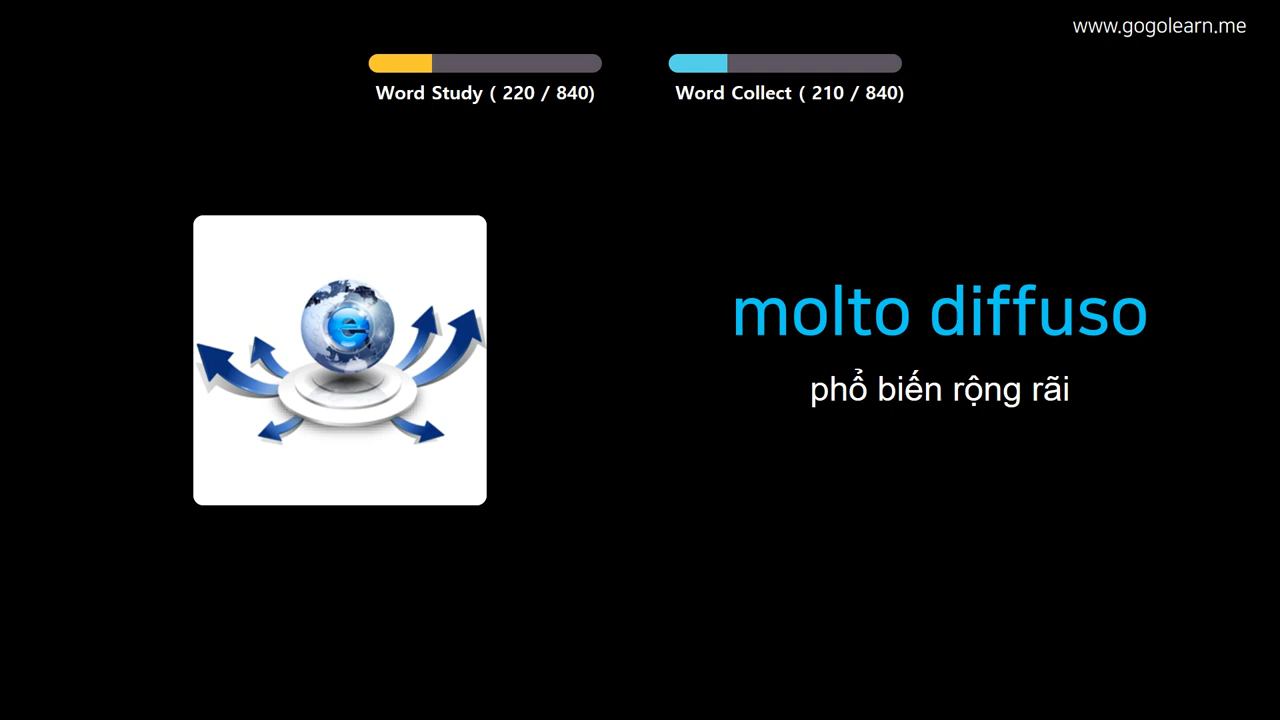 www.gogolearn.me
Word Study ( 220 / 840)
Word Collect ( 210 / 840)
e
molto diffuso
phổ biến rộng rãi